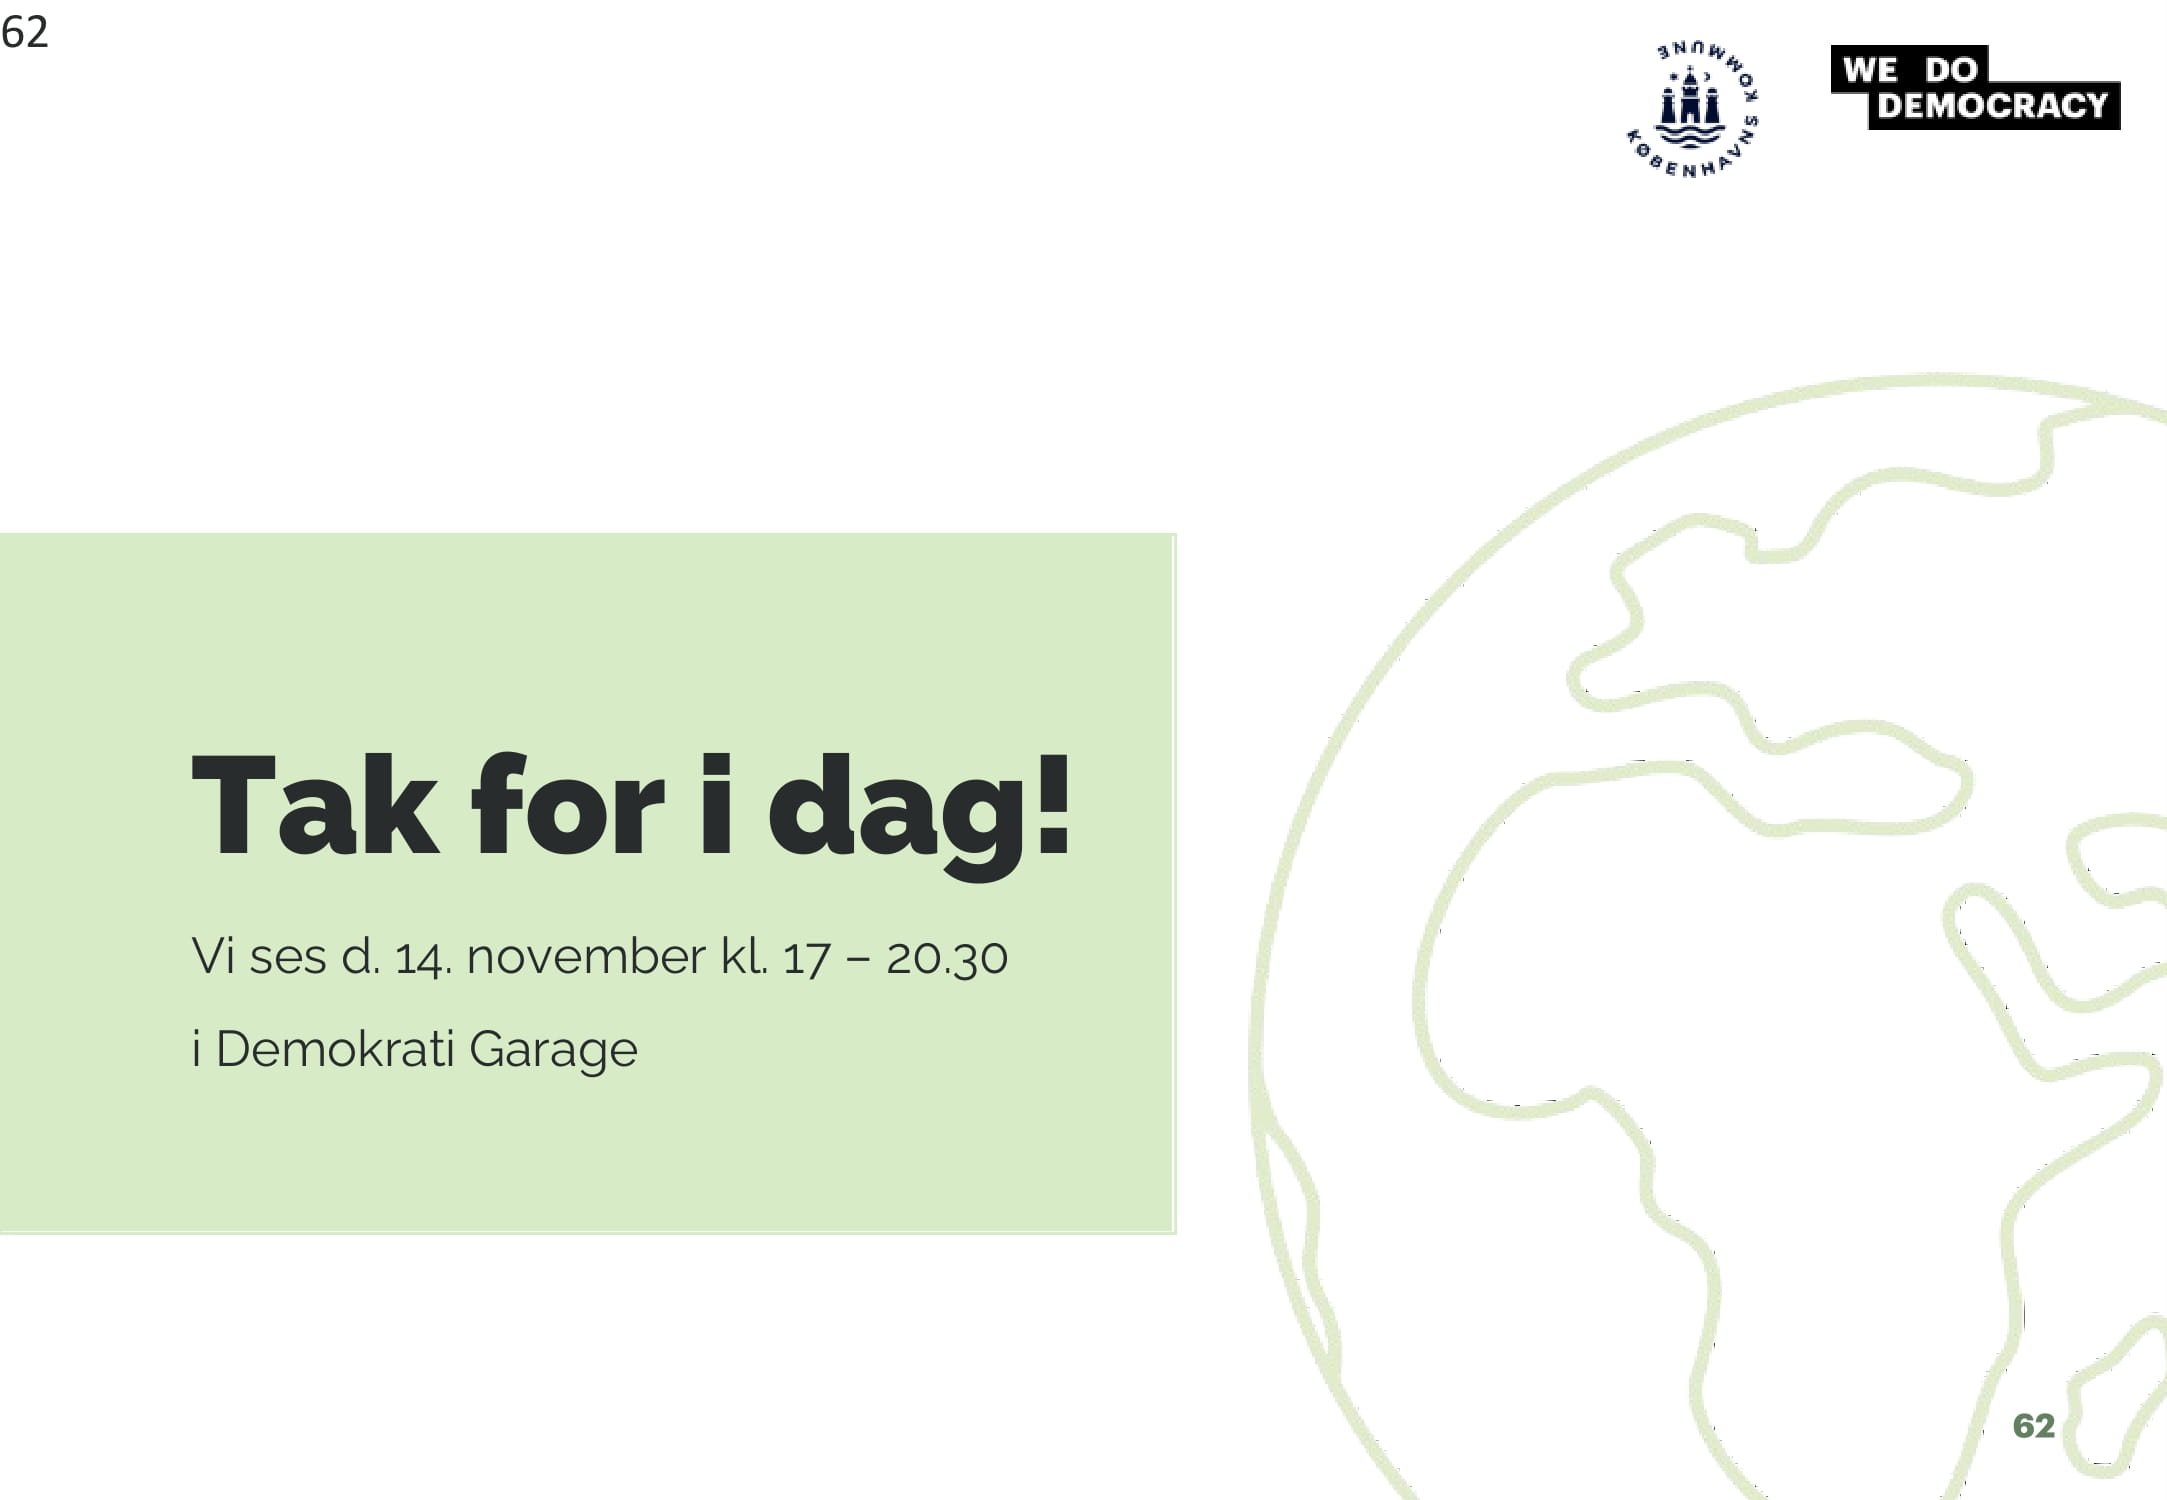 62
KØBENHAVNS KOMMUNE
WE DO
DEMOCRACY
Tak for i dag!
Vi ses d. 14. november kl. 17 – 20.30
i Demokrati Garage
62